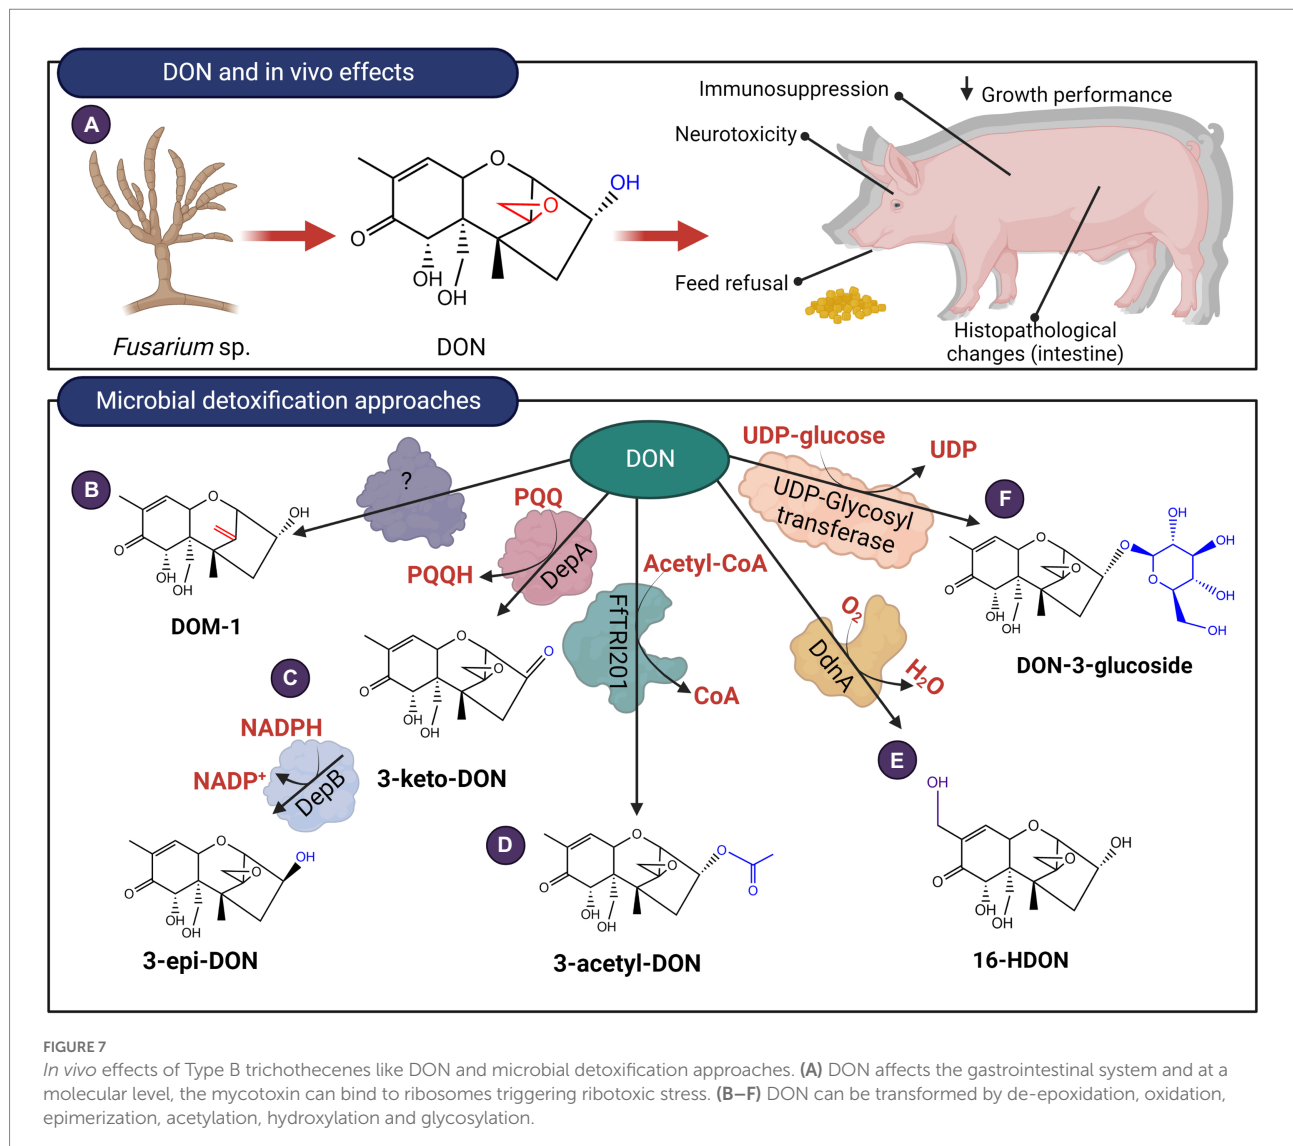 DON and in vivo effects
A
Immunosuppression
Growth performance
Neurotoxicity
Feed refusal
Histopathological
changes (intestine)
O
OH
O
O
OH
OH
Fusarium sp.
DON
Microbial detoxification approaches
DON
B
?
O
OH
O
OH
OH
DOM-1
PQQ
PQQH
DepA
C
O
O
O
O
OH
OH
3-keto-DON
NADPH
NADP+
DepB
O
OH
O
O
OH
OH
3-epi-DON
Acetyl-CoA
FfTRI201
CoA
D
O
O
O
O
O
OH
OH
3-acetyl-DON
O2
DdnA
H2O
E
OH
O
OH
O
O
OH
OH
16-HDON
UDP-glucose
UDP
UDP-Glycosyl
transferase
F
OH
O
O
OH
O
O
O
OH
OH
OH
OH
DON-3-glucoside
FIGURE 7
In vivo effects of Type B trichothecenes like DON and microbial detoxification approaches. (A) DON affects the gastrointestinal system and at a
molecular level, the mycotoxin can bind to ribosomes triggering ribotoxic stress. (B–F) DON can be transformed by de-epoxidation, oxidation,
epimerization, acetylation, hydroxylation and glycosylation.